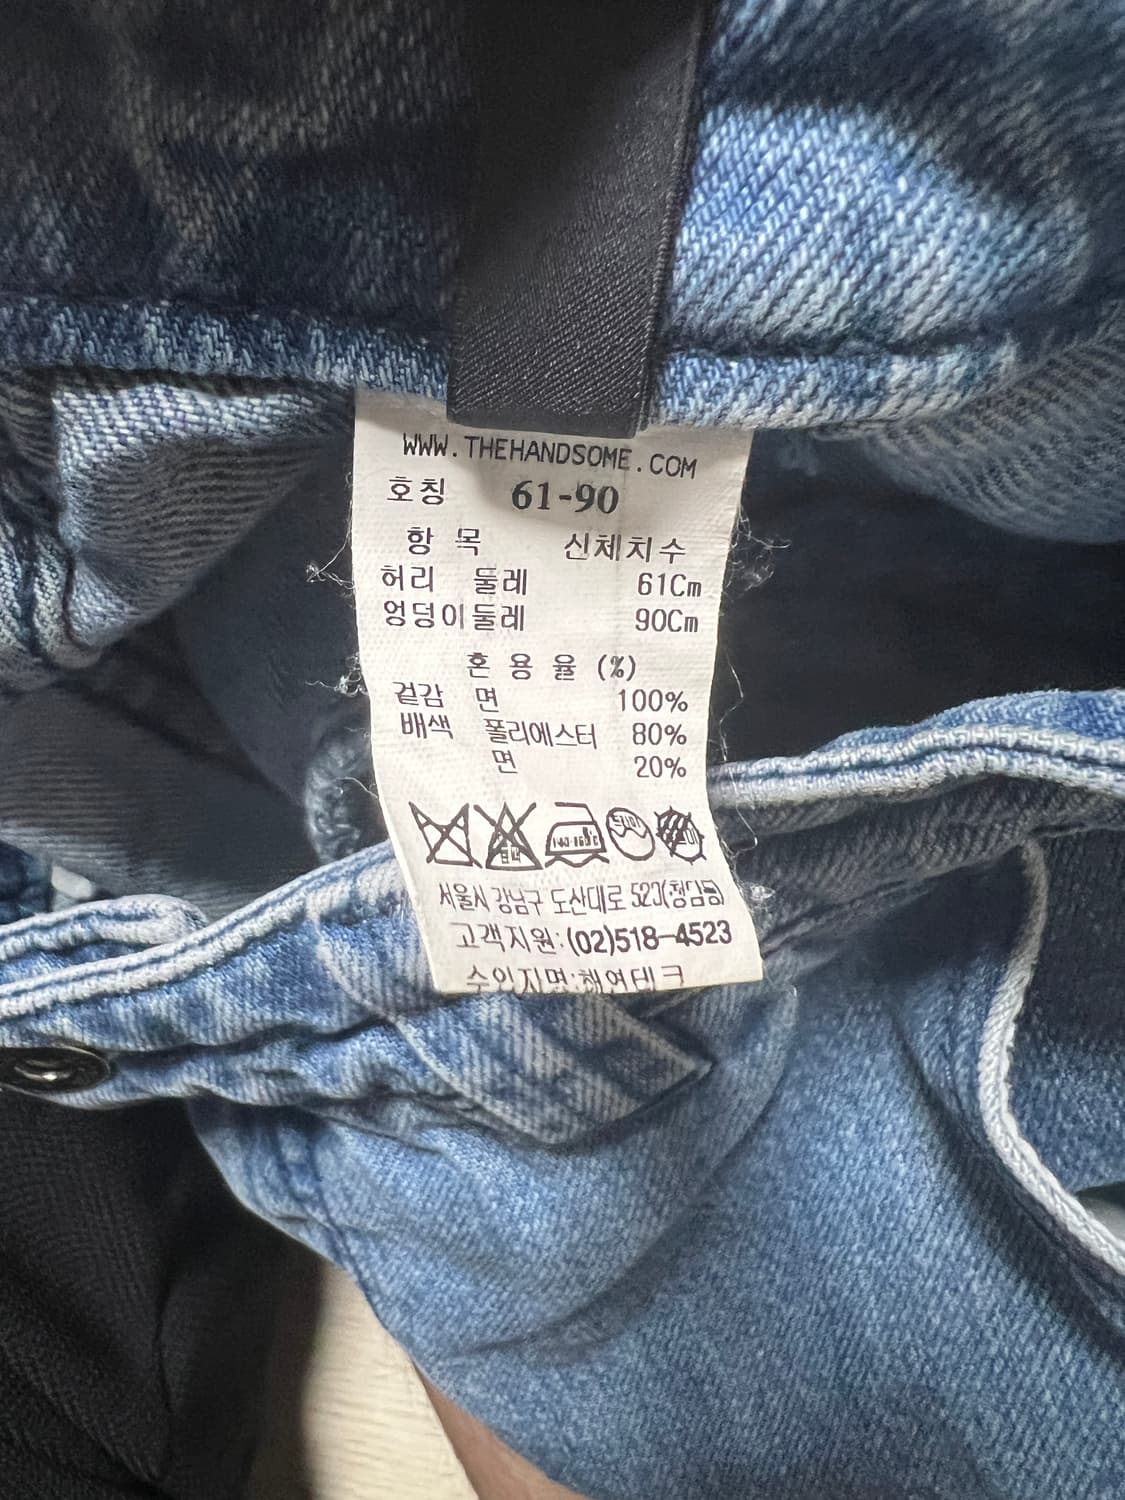 WWW.THEHANDSOME.COM
호칭 61-90
항 목 신체치수
허리 둘레 61Cm
엉덩이둘레 90Cm
혼 용 율 (%)
겉감 면 100%
배색 폴리에스터 80%
면 20%
표백
서울시 강남구 도산대로 523(청담동)
고객지원:(02)518-4523